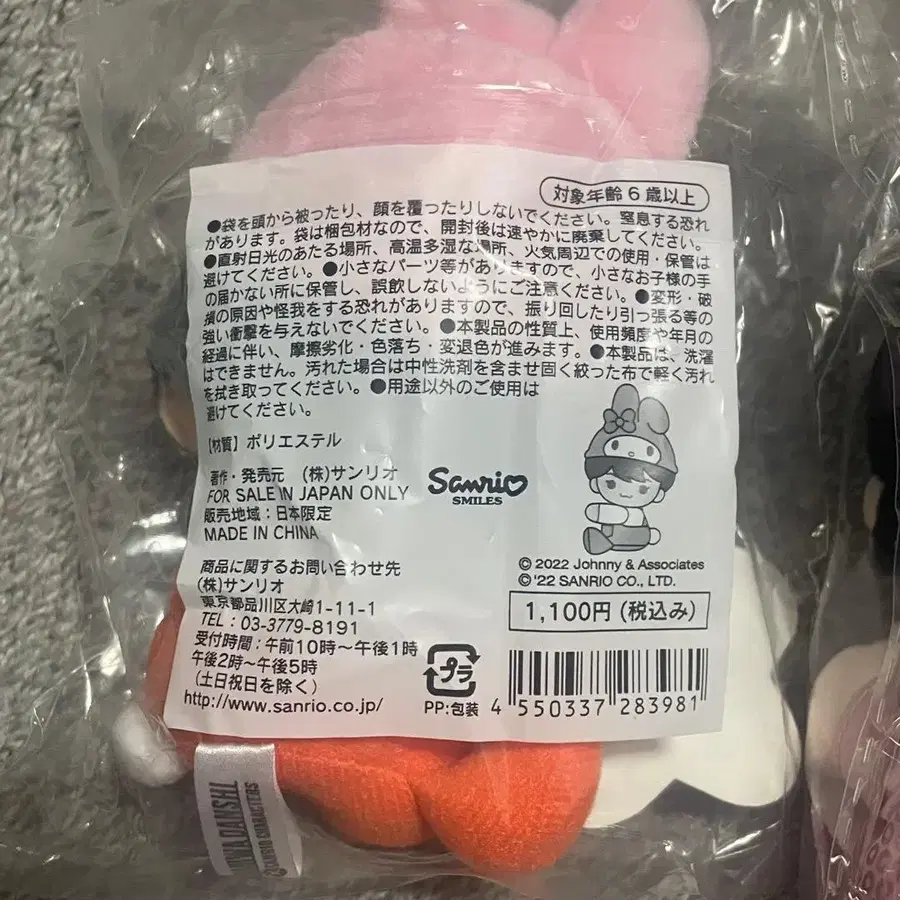 対象年齢 6 歳以上
●袋を頭から被ったり、顔を覆ったりしないでください。窒息する恐れ
があります。袋は梱包材なので、開封後は速やかに廃棄してください。
●直射日光のあたる場所、高温多湿な場所、火気周辺での使用・保管は
避けてください。●小さなパーツ等がありますので、小さなお子様の手
の届かない所に保管し、誤飲しないようにご注意ください。●変形・破
損の原因や怪我をする恐れがありますので、振り回したり引っ張る等の
強い衝撃を与えないでください。●本製品の性質上、使用頻度や年月の
経過に伴い、摩擦劣化・色落ち・変退色が進みます。●本製品は、洗濯
はできません。汚れた場合は中性洗剤を含ませ固く絞った布で軽く汚れ
を拭き取ってください。●用途以外のご使用は
避けてください。
【材質】ポリエステル
著作・発売元 (株)サンリオ
FOR SALE IN JAPAN ONLY
販売地域:日本限定
MADE IN CHINA
Sanrio
SMILES
商品に関するお問い合わせ先
(株)サンリオ
東京都品川区大崎1-11-1
TEL : 03-3779-8191
受付時間:午前10時～午後1時
午後2時～午後5時
(土日祝日を除く)
http://www.sanrio.co.jp/
© 2022 Johnny & Associates
© '22 SANRIO CO., LTD.
1,100円 (税込み)
プラ
PP:包装
4 550337 283981
NANIWA DANSHI
SANRIO CHARACTERS